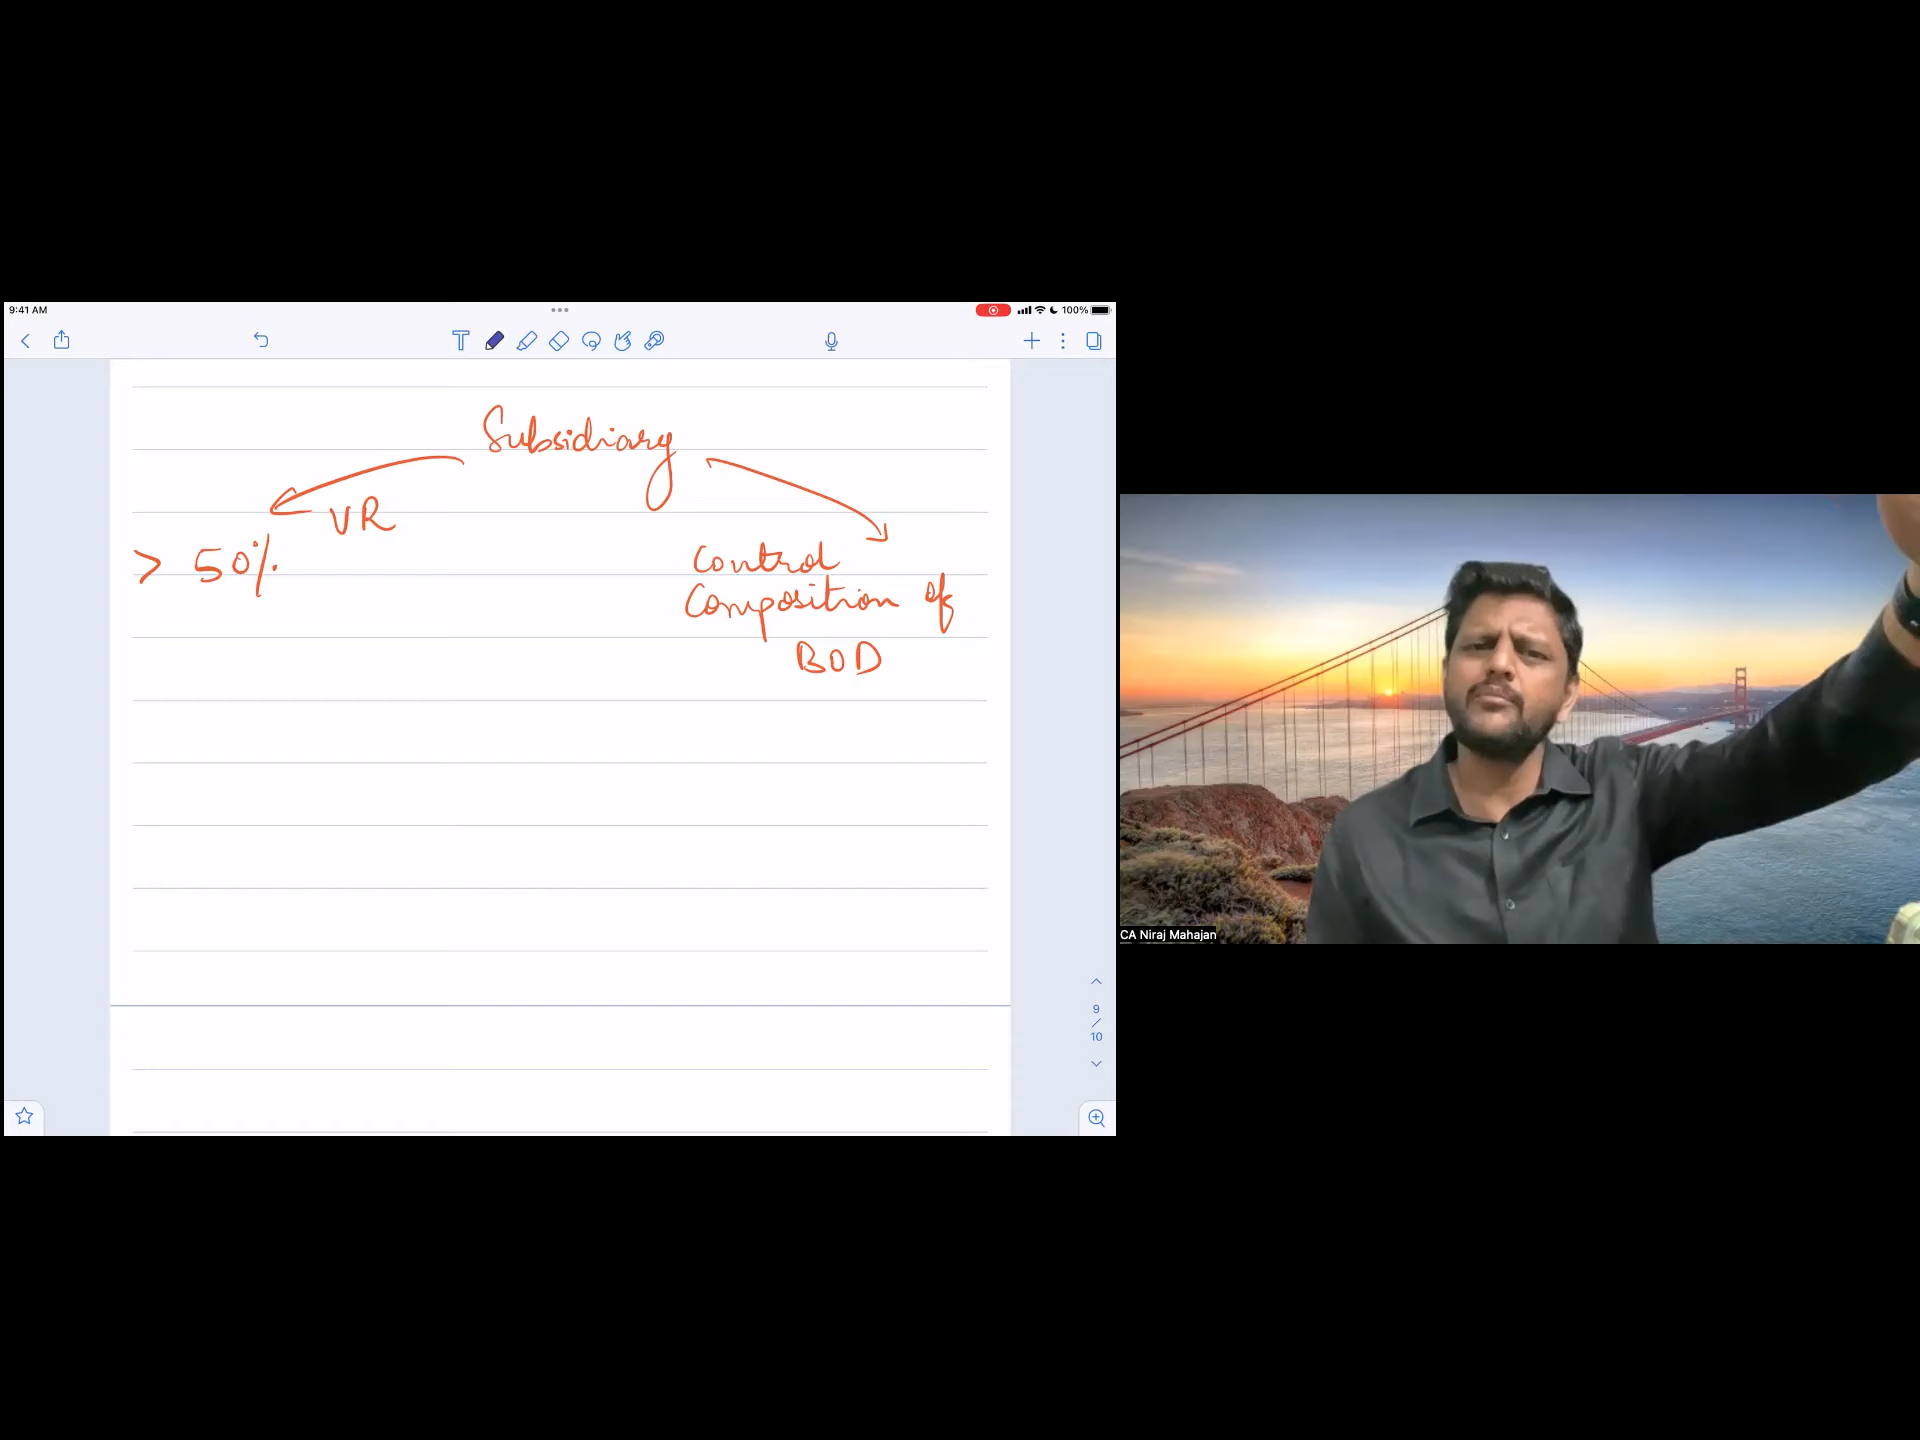 9:41 AM
100%
Subsidiary
VR
> 50%
Control
Composition of
BOD
CA Niraj Mahajan
9
/
10